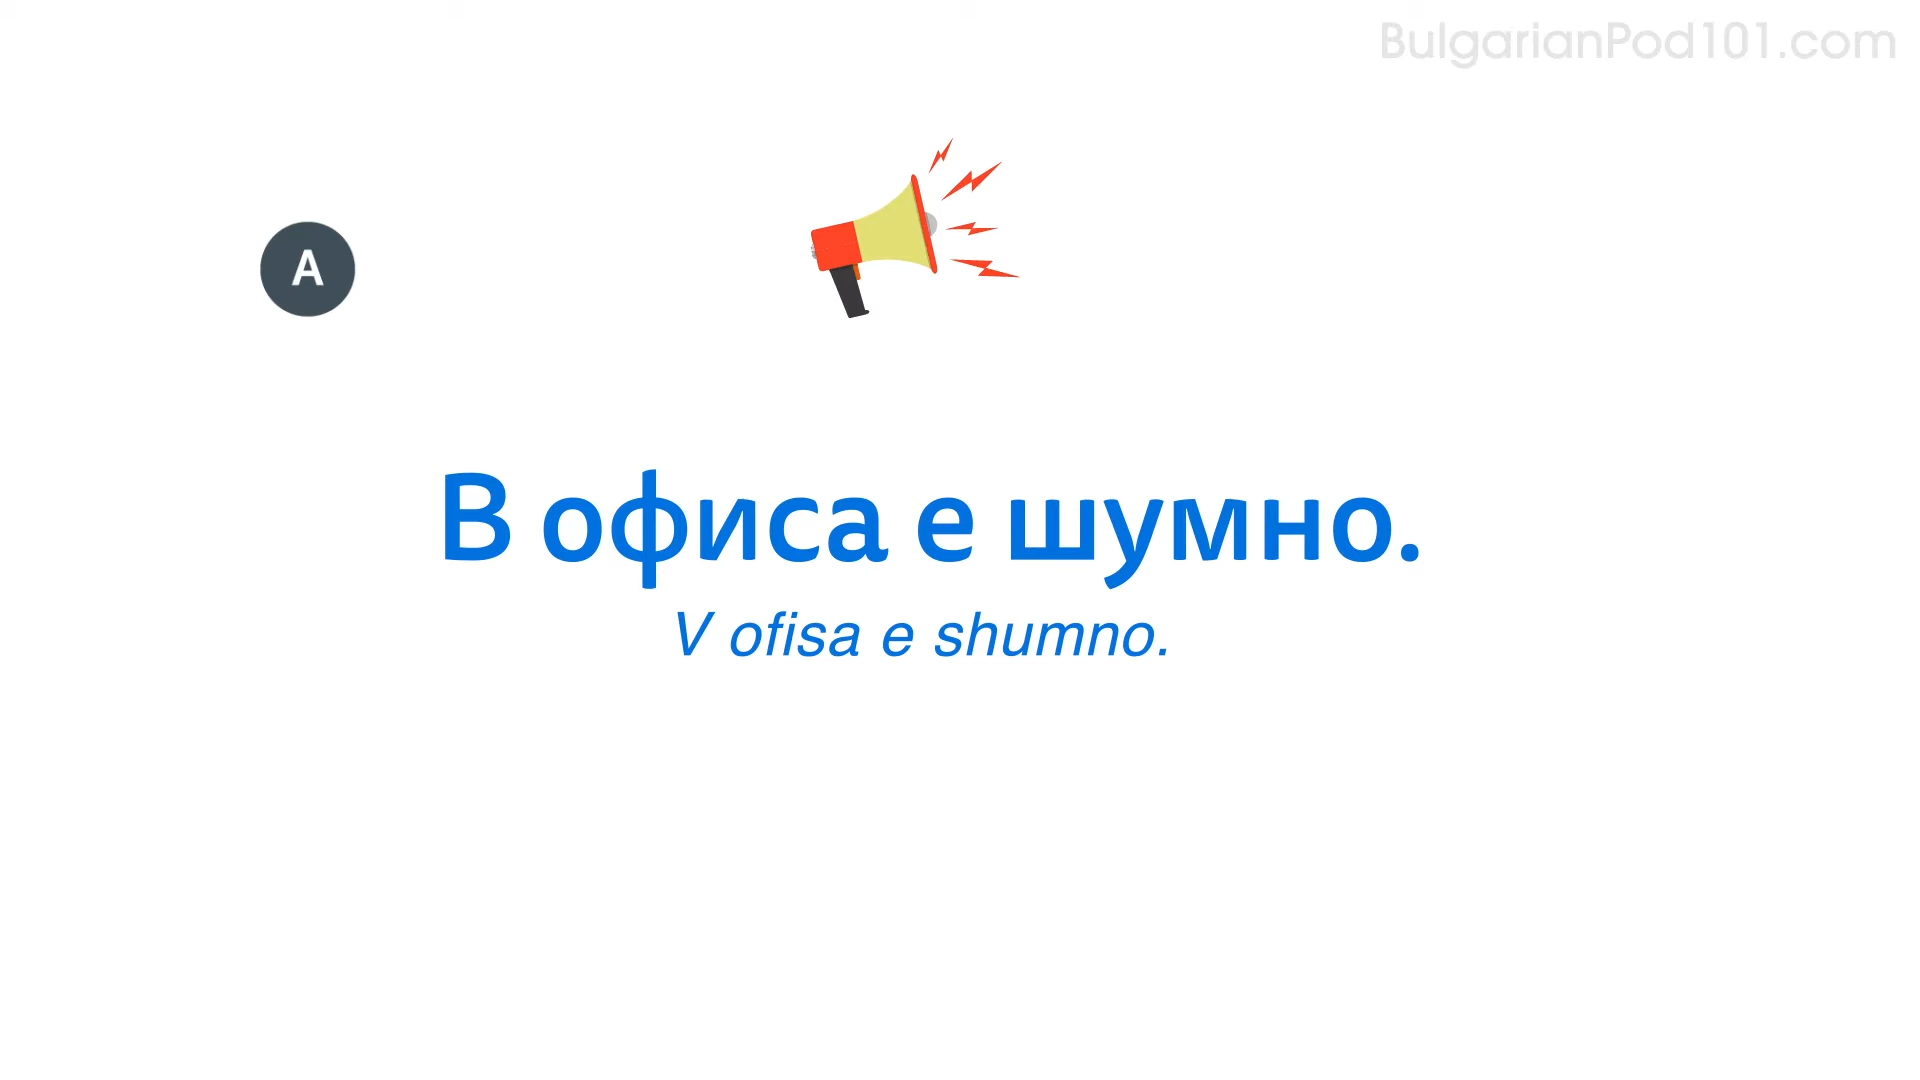 BulgarianPod101.com
A
В офиса е шумно.
V ofisa e shumno.